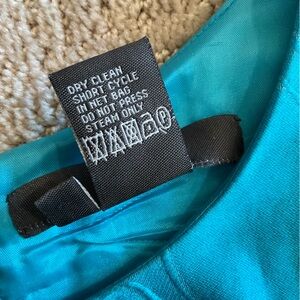 DRY CLEAN
SHORT CYCLE
IN NET BAG
DO NOT PRESS
STEAM ONLY
P